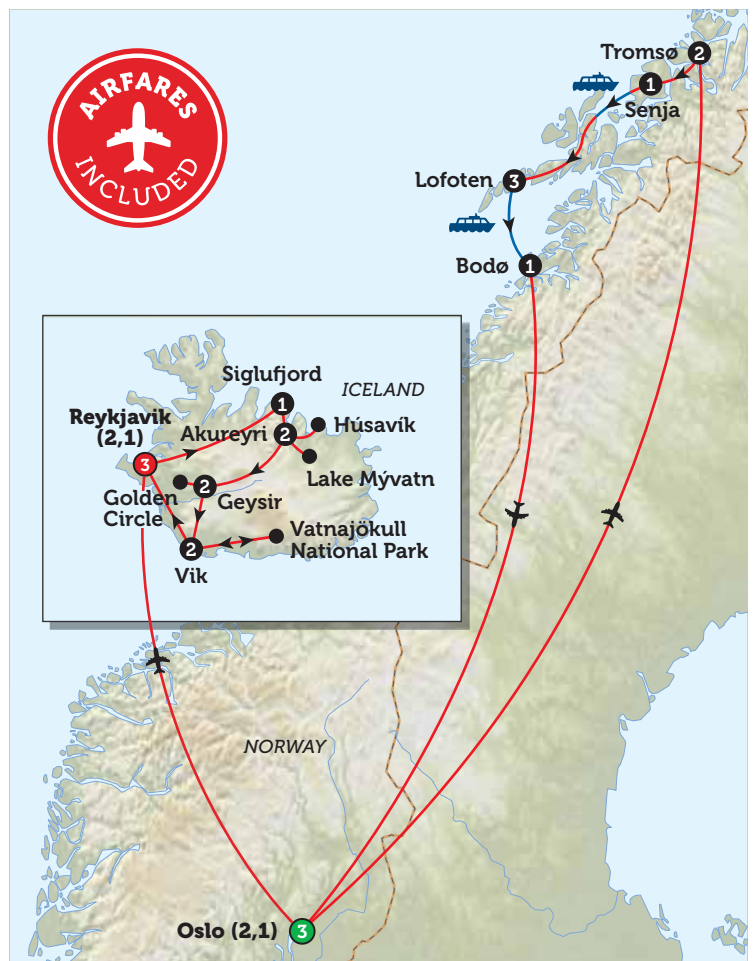 AIRFARES
INCLUDED
Tromsø
2
1
Senja
Lofoten
3
Bodø
1
Siglufjord
1
ICELAND
Reykjavik
(2,1)
3
Akureyri
2
Húsavík
Lake Mývatn
Golden
Circle
2
Geysir
Vatnajökull
National Park
2
Vik
NORWAY
Oslo (2,1)
3